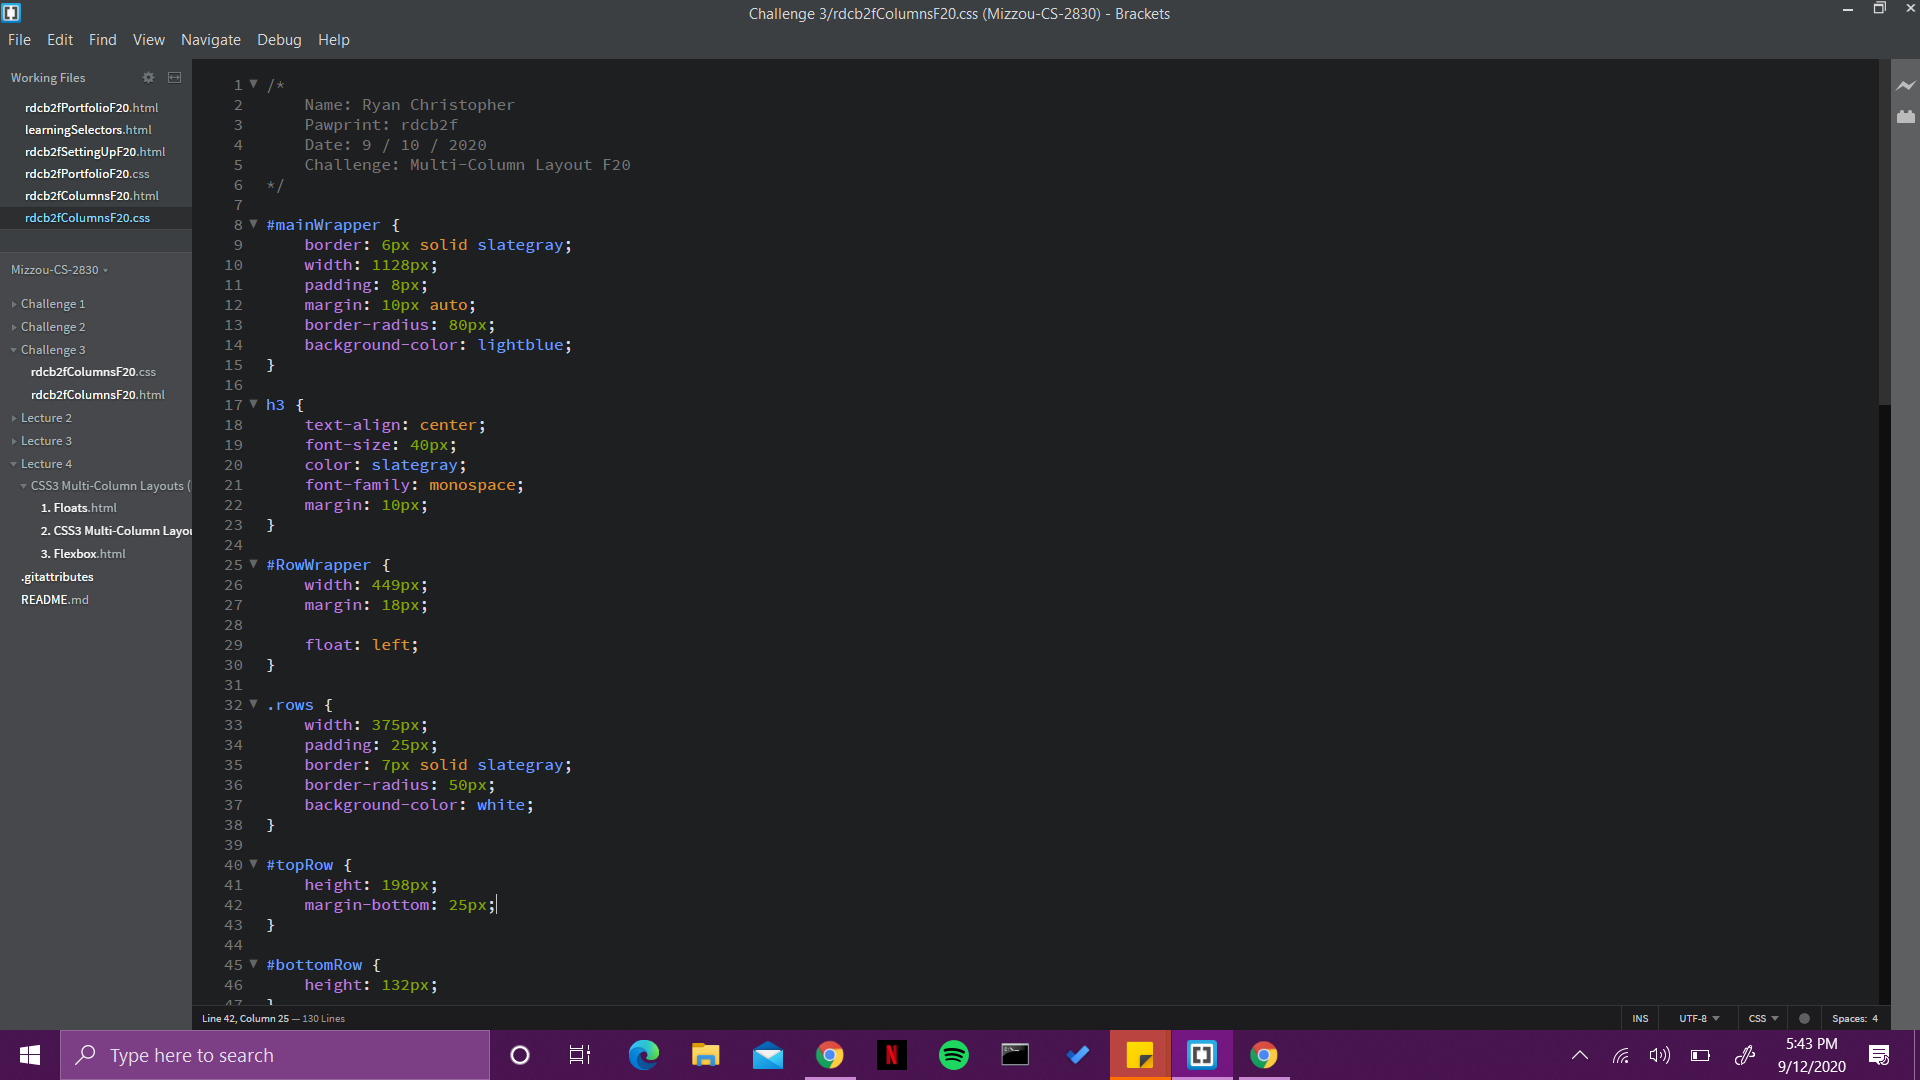 Challenge 3/rdcb2fColumnsF20.css (Mizzou-CS-2830) - Brackets
File Edit Find View Navigate Debug Help
Working Files
rdcb2fPortfolioF20.html
learningSelectors.html
rdcb2fSettingUpF20.html
rdcb2fPortfolioF20.css
rdcb2fColumnsF20.html
rdcb2fColumnsF20.css
Mizzou-CS-2830
Challenge 1
Challenge 2
Challenge 3
rdcb2fColumnsF20.css
rdcb2fColumnsF20.html
Lecture 2
Lecture 3
Lecture 4
CSS3 Multi-Column Layouts (
1. Floats.html
2. CSS3 Multi-Column Layou
3. Flexbox.html
.gitattributes
README.md
1 /*
2 Name: Ryan Christopher
3 Pawprint: rdcb2f
4 Date: 9 / 10 / 2020
5 Challenge: Multi-Column Layout F20
6 */
7
8 #mainWrapper {
9 border: 6px solid slategray;
10 width: 1128px;
11 padding: 8px;
12 margin: 10px auto;
13 border-radius: 80px;
14 background-color: lightblue;
15 }
16
17 h3 {
18 text-align: center;
19 font-size: 40px;
20 color: slategray;
21 font-family: monospace;
22 margin: 10px;
23 }
24
25 #RowWrapper {
26 width: 449px;
27 margin: 18px;
28
29 float: left;
30 }
31
32 .rows {
33 width: 375px;
34 padding: 25px;
35 border: 7px solid slategray;
36 border-radius: 50px;
37 background-color: white;
38 }
39
40 #topRow {
41 height: 198px;
42 margin-bottom: 25px;
43 }
44
45 #bottomRow {
46 height: 132px;
47 }
Line 42, Column 25 — 130 Lines
INS UTF-8 CSS Spaces: 4
Type here to search
N
5:43 PM
9/12/2020